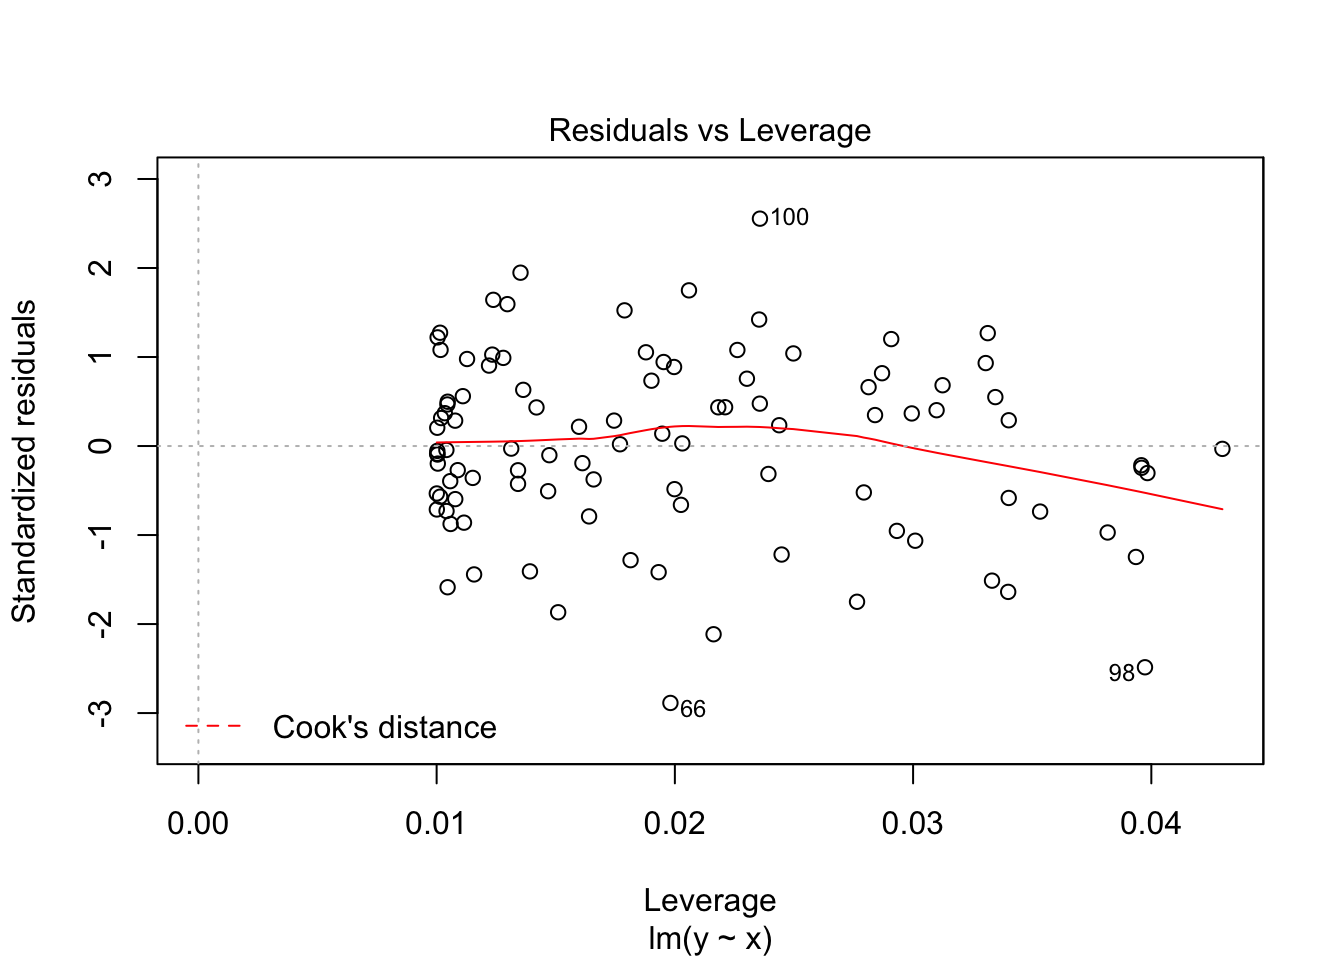 Residuals vs Leverage
Standardized residuals
3
2
1
0
-1
-2
-3
100
98
66
Cook's distance
0.00 0.01 0.02 0.03 0.04
Leverage
lm(y ~ x)